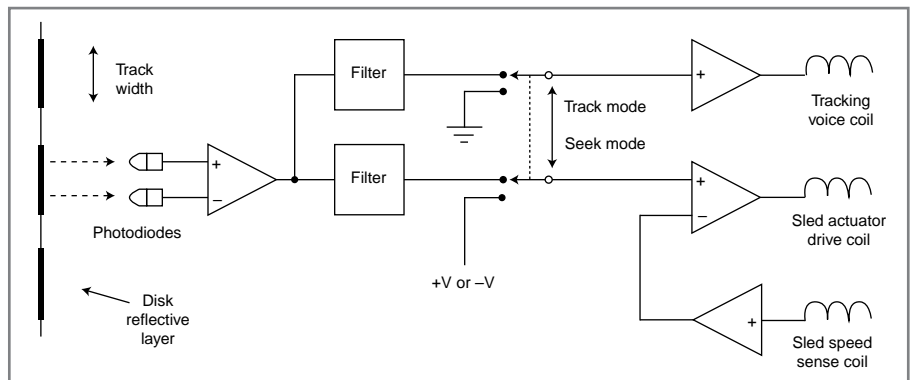 Track
width
Filter
Filter
Track mode
Seek mode
+
Tracking
voice coil
+
−
Photodiodes
+
−
Sled actuator
drive coil
+V or –V
Disk
reflective
layer
+
Sled speed
sense coil